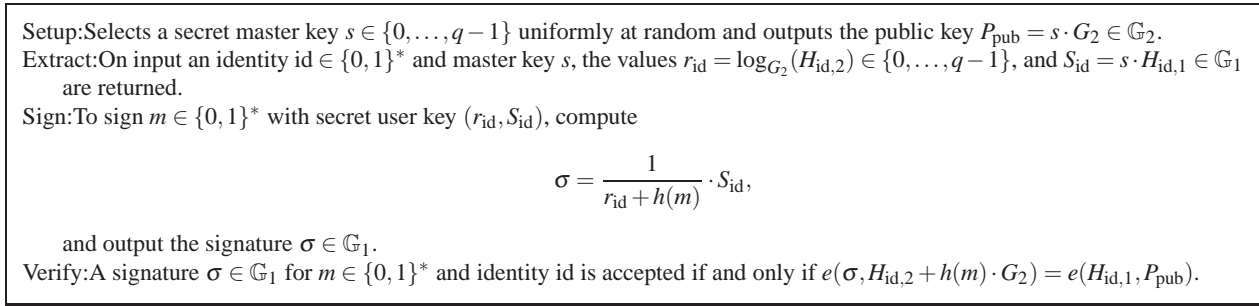 Setup:Selects a secret master key s ∈ {0,...,q−1} uniformly at random and outputs the public key P_pub = s·G_2 ∈ 𝔾_2.
Extract:On input an identity id ∈ {0,1}* and master key s, the values r_id = log_{G_2}(H_{id,2}) ∈ {0,...,q−1}, and S_id = s·H_{id,1} ∈ 𝔾_1
are returned.
Sign:To sign m ∈ {0,1}* with secret user key (r_id,S_id), compute
σ = \frac{1}{r_id + h(m)} · S_id,
and output the signature σ ∈ 𝔾_1.
Verify:A signature σ ∈ 𝔾_1 for m ∈ {0,1}* and identity id is accepted if and only if e(σ,H_{id,2} + h(m)·G_2) = e(H_{id,1},P_pub).